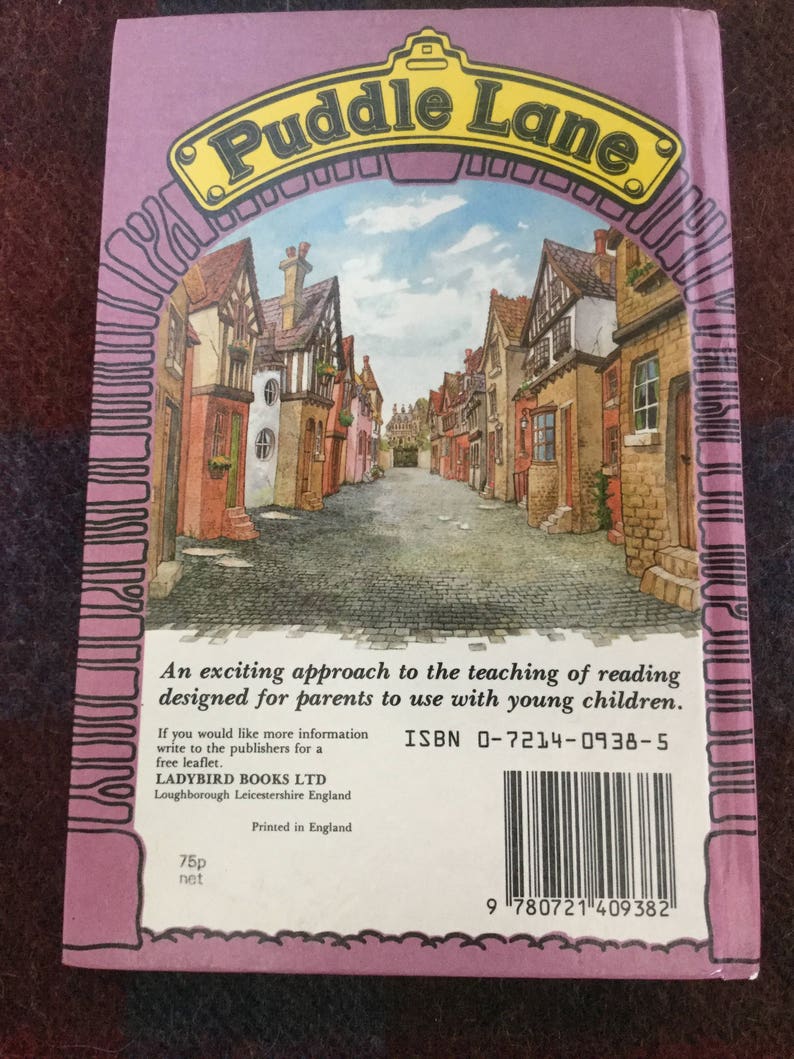 Puddle Lane
An exciting approach to the teaching of reading
designed for parents to use with young children.
If you would like more information
write to the publishers for a
free leaflet.
LADYBIRD BOOKS LTD
Loughborough Leicestershire England
Printed in England
75p
net
ISBN 0-7214-0938-5
9 780721 409382